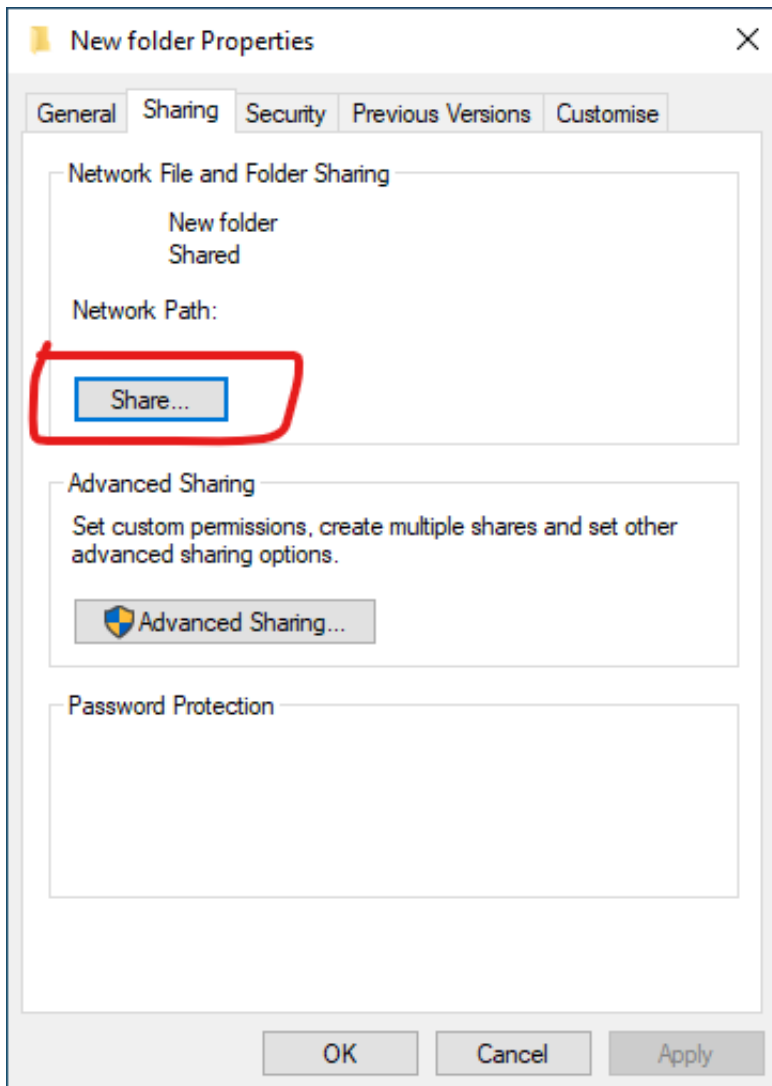 New folder Properties
General Sharing Security Previous Versions Customise
Network File and Folder Sharing
New folder
Shared
Network Path:
Share...
Advanced Sharing
Set custom permissions, create multiple shares and set other
advanced sharing options.
Advanced Sharing...
Password Protection
OK Cancel Apply